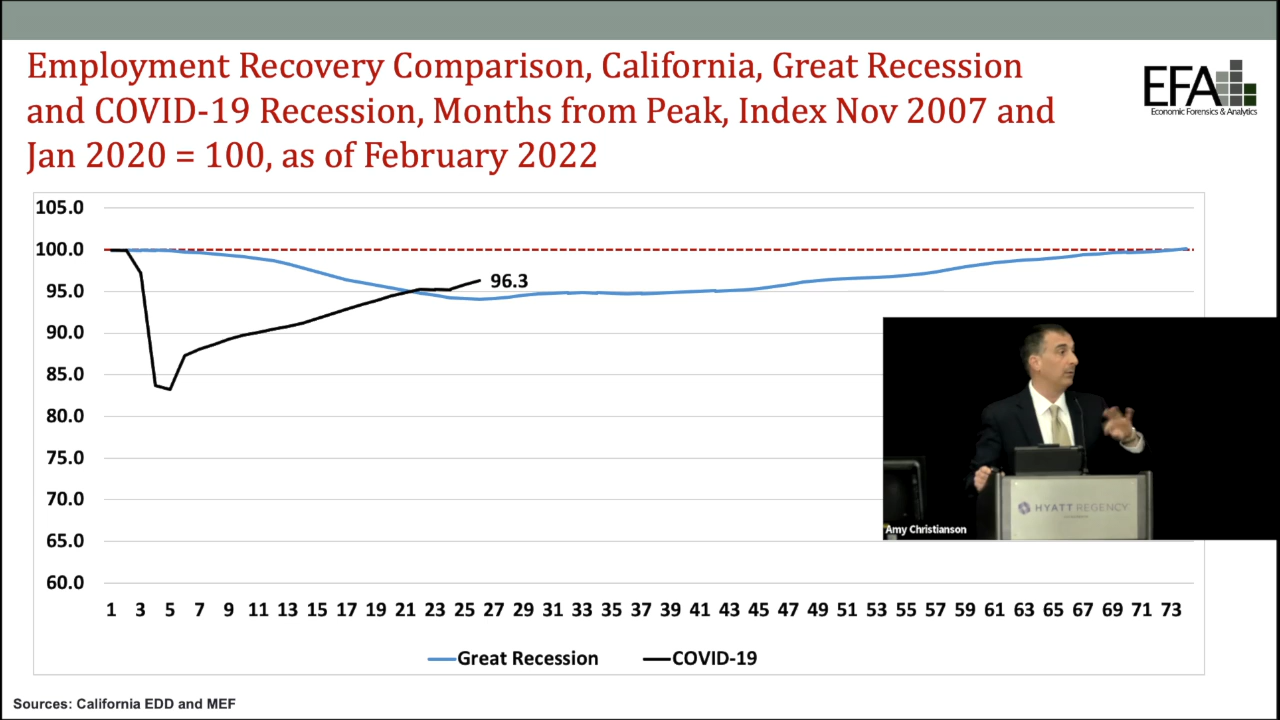 Employment Recovery Comparison, California, Great Recession
and COVID-19 Recession, Months from Peak, Index Nov 2007 and
Jan 2020 = 100, as of February 2022
EFA
Economic Forensics & Analytics
105.0
100.0
95.0
90.0
85.0
80.0
75.0
70.0
65.0
60.0
96.3
1 3 5 7 9 11 13 15 17 19 21 23 25 27 29 31 33 35 37 39 41 43 45 47 49 51 53 55 57 59 61 63 65 67 69 71 73
Great Recession COVID-19
HYATT REGENCY
Amy Christianson
Sources: California EDD and MEF